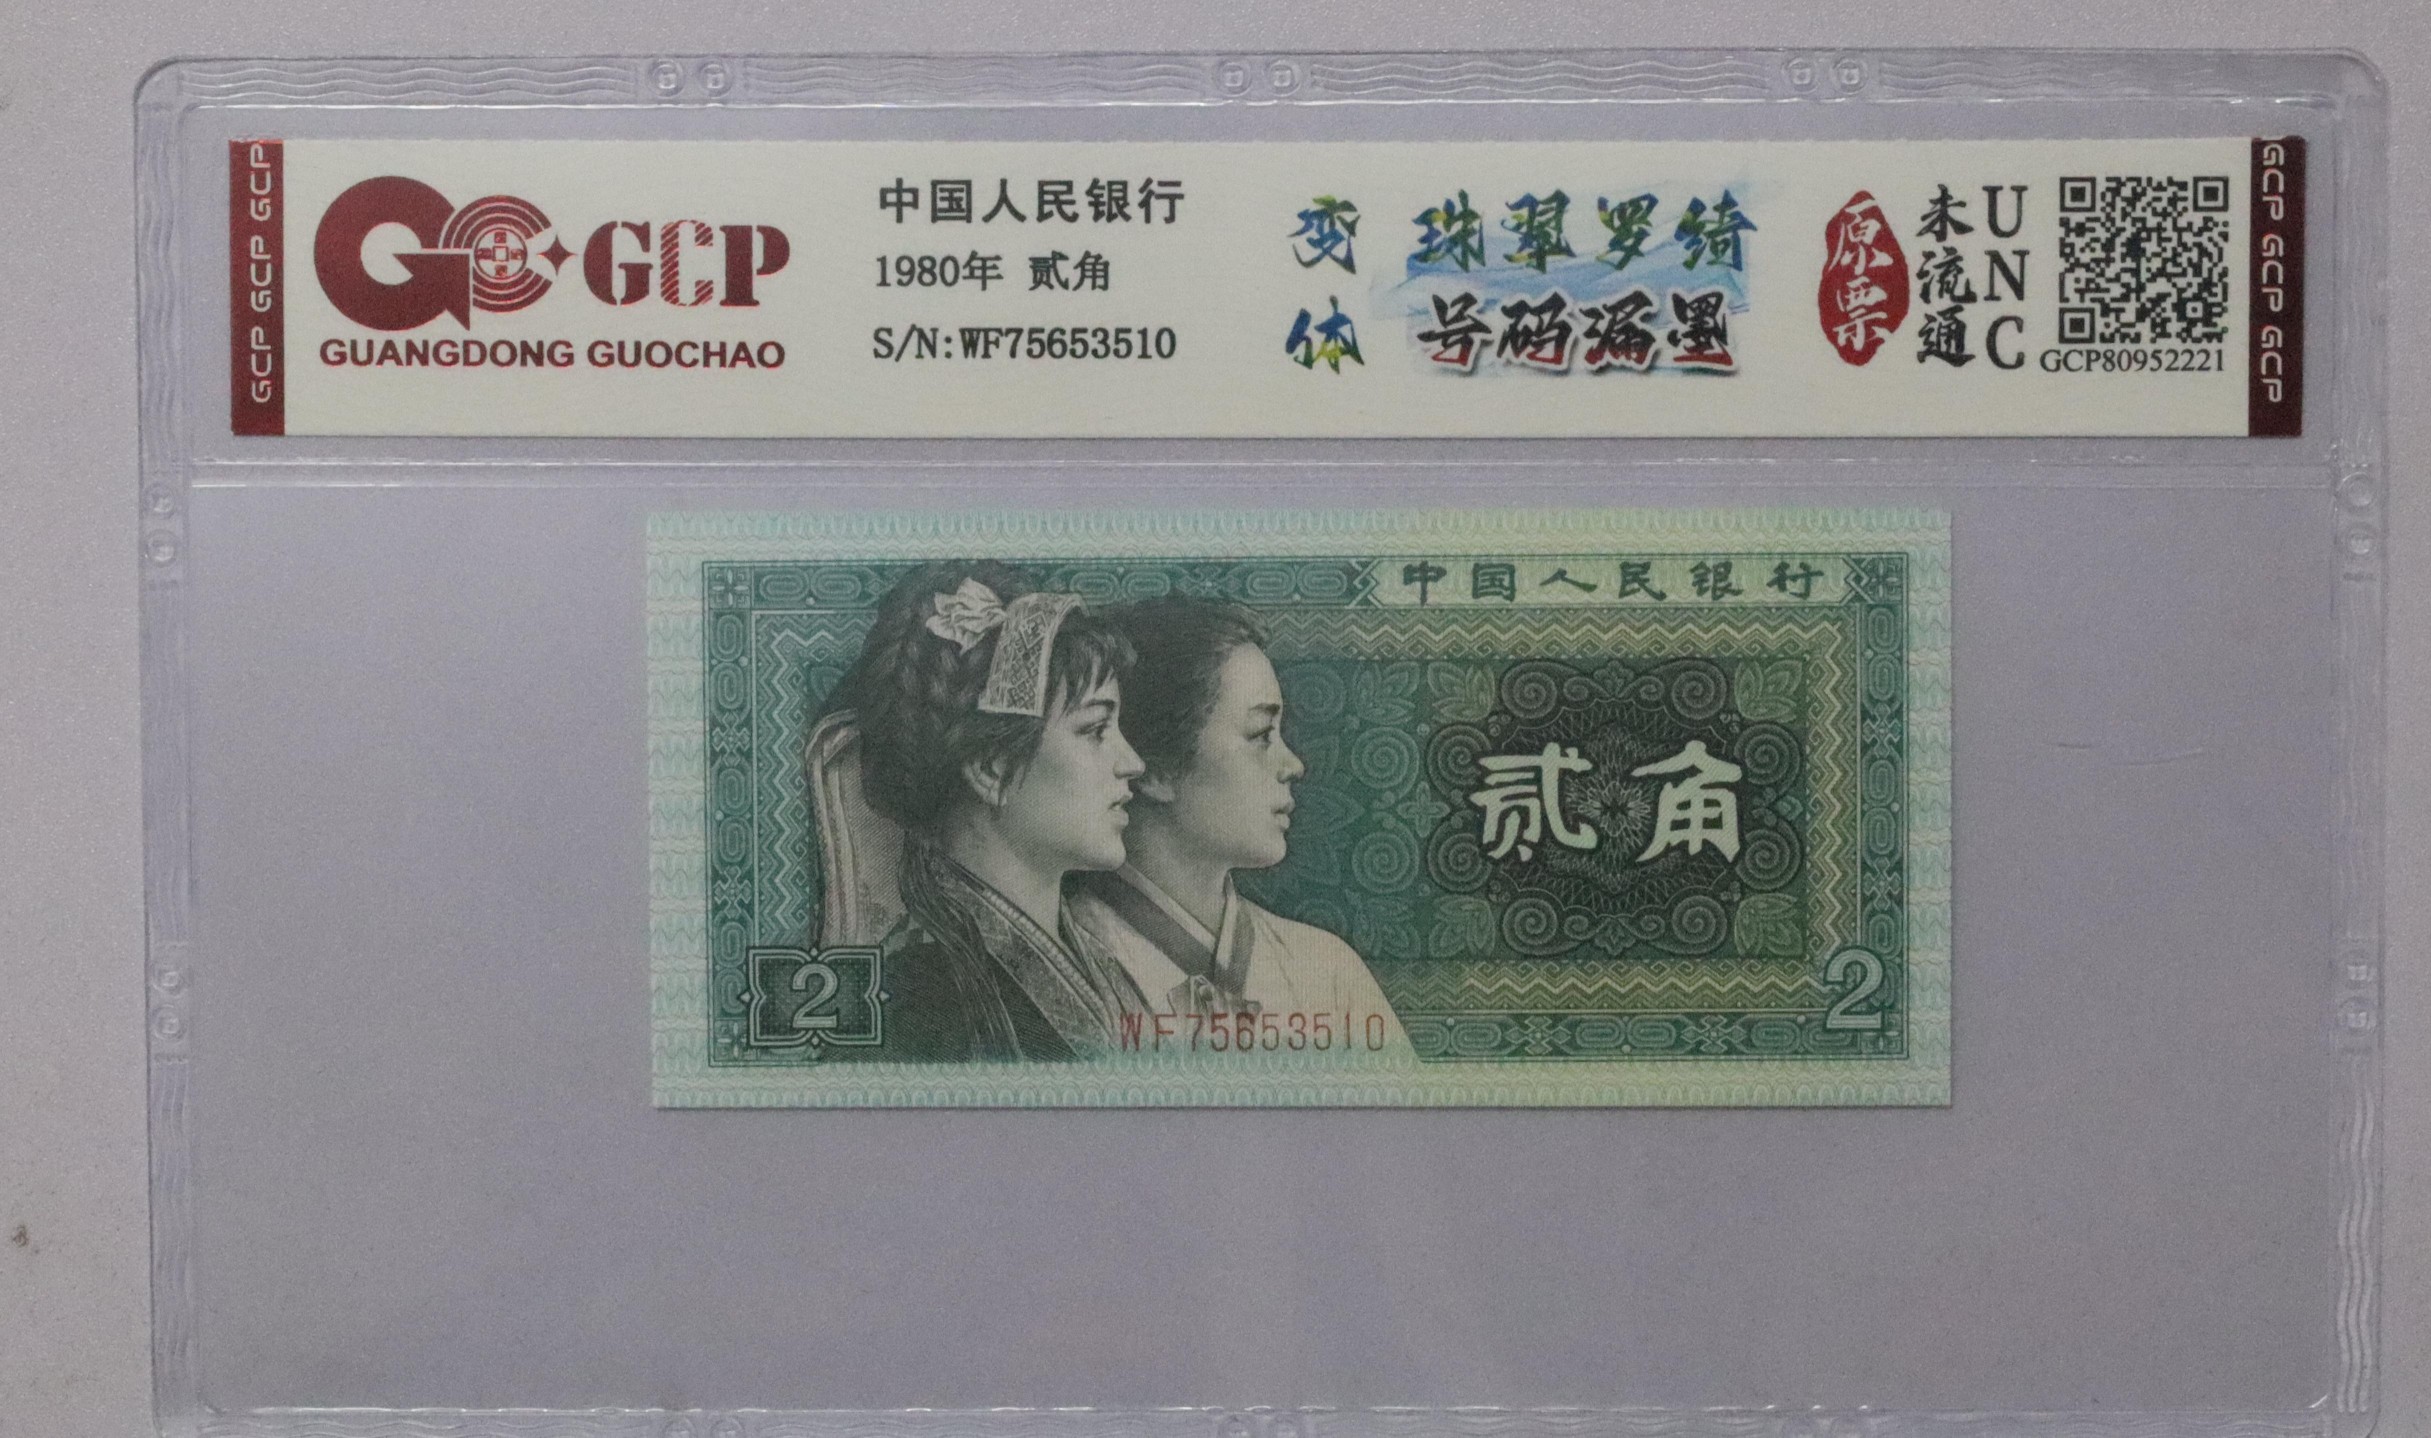 GCP GCP GCP
GCP
GUANGDONG GUOCHAO
中国人民银行
1980年 贰角
S/N:WF75653510
变体
珠翠罗绮
号码漏墨
原票
未流通
UNC
GCP80952221
GCP GCP GCP
中国人民银行
贰角
2
WF75653510
2